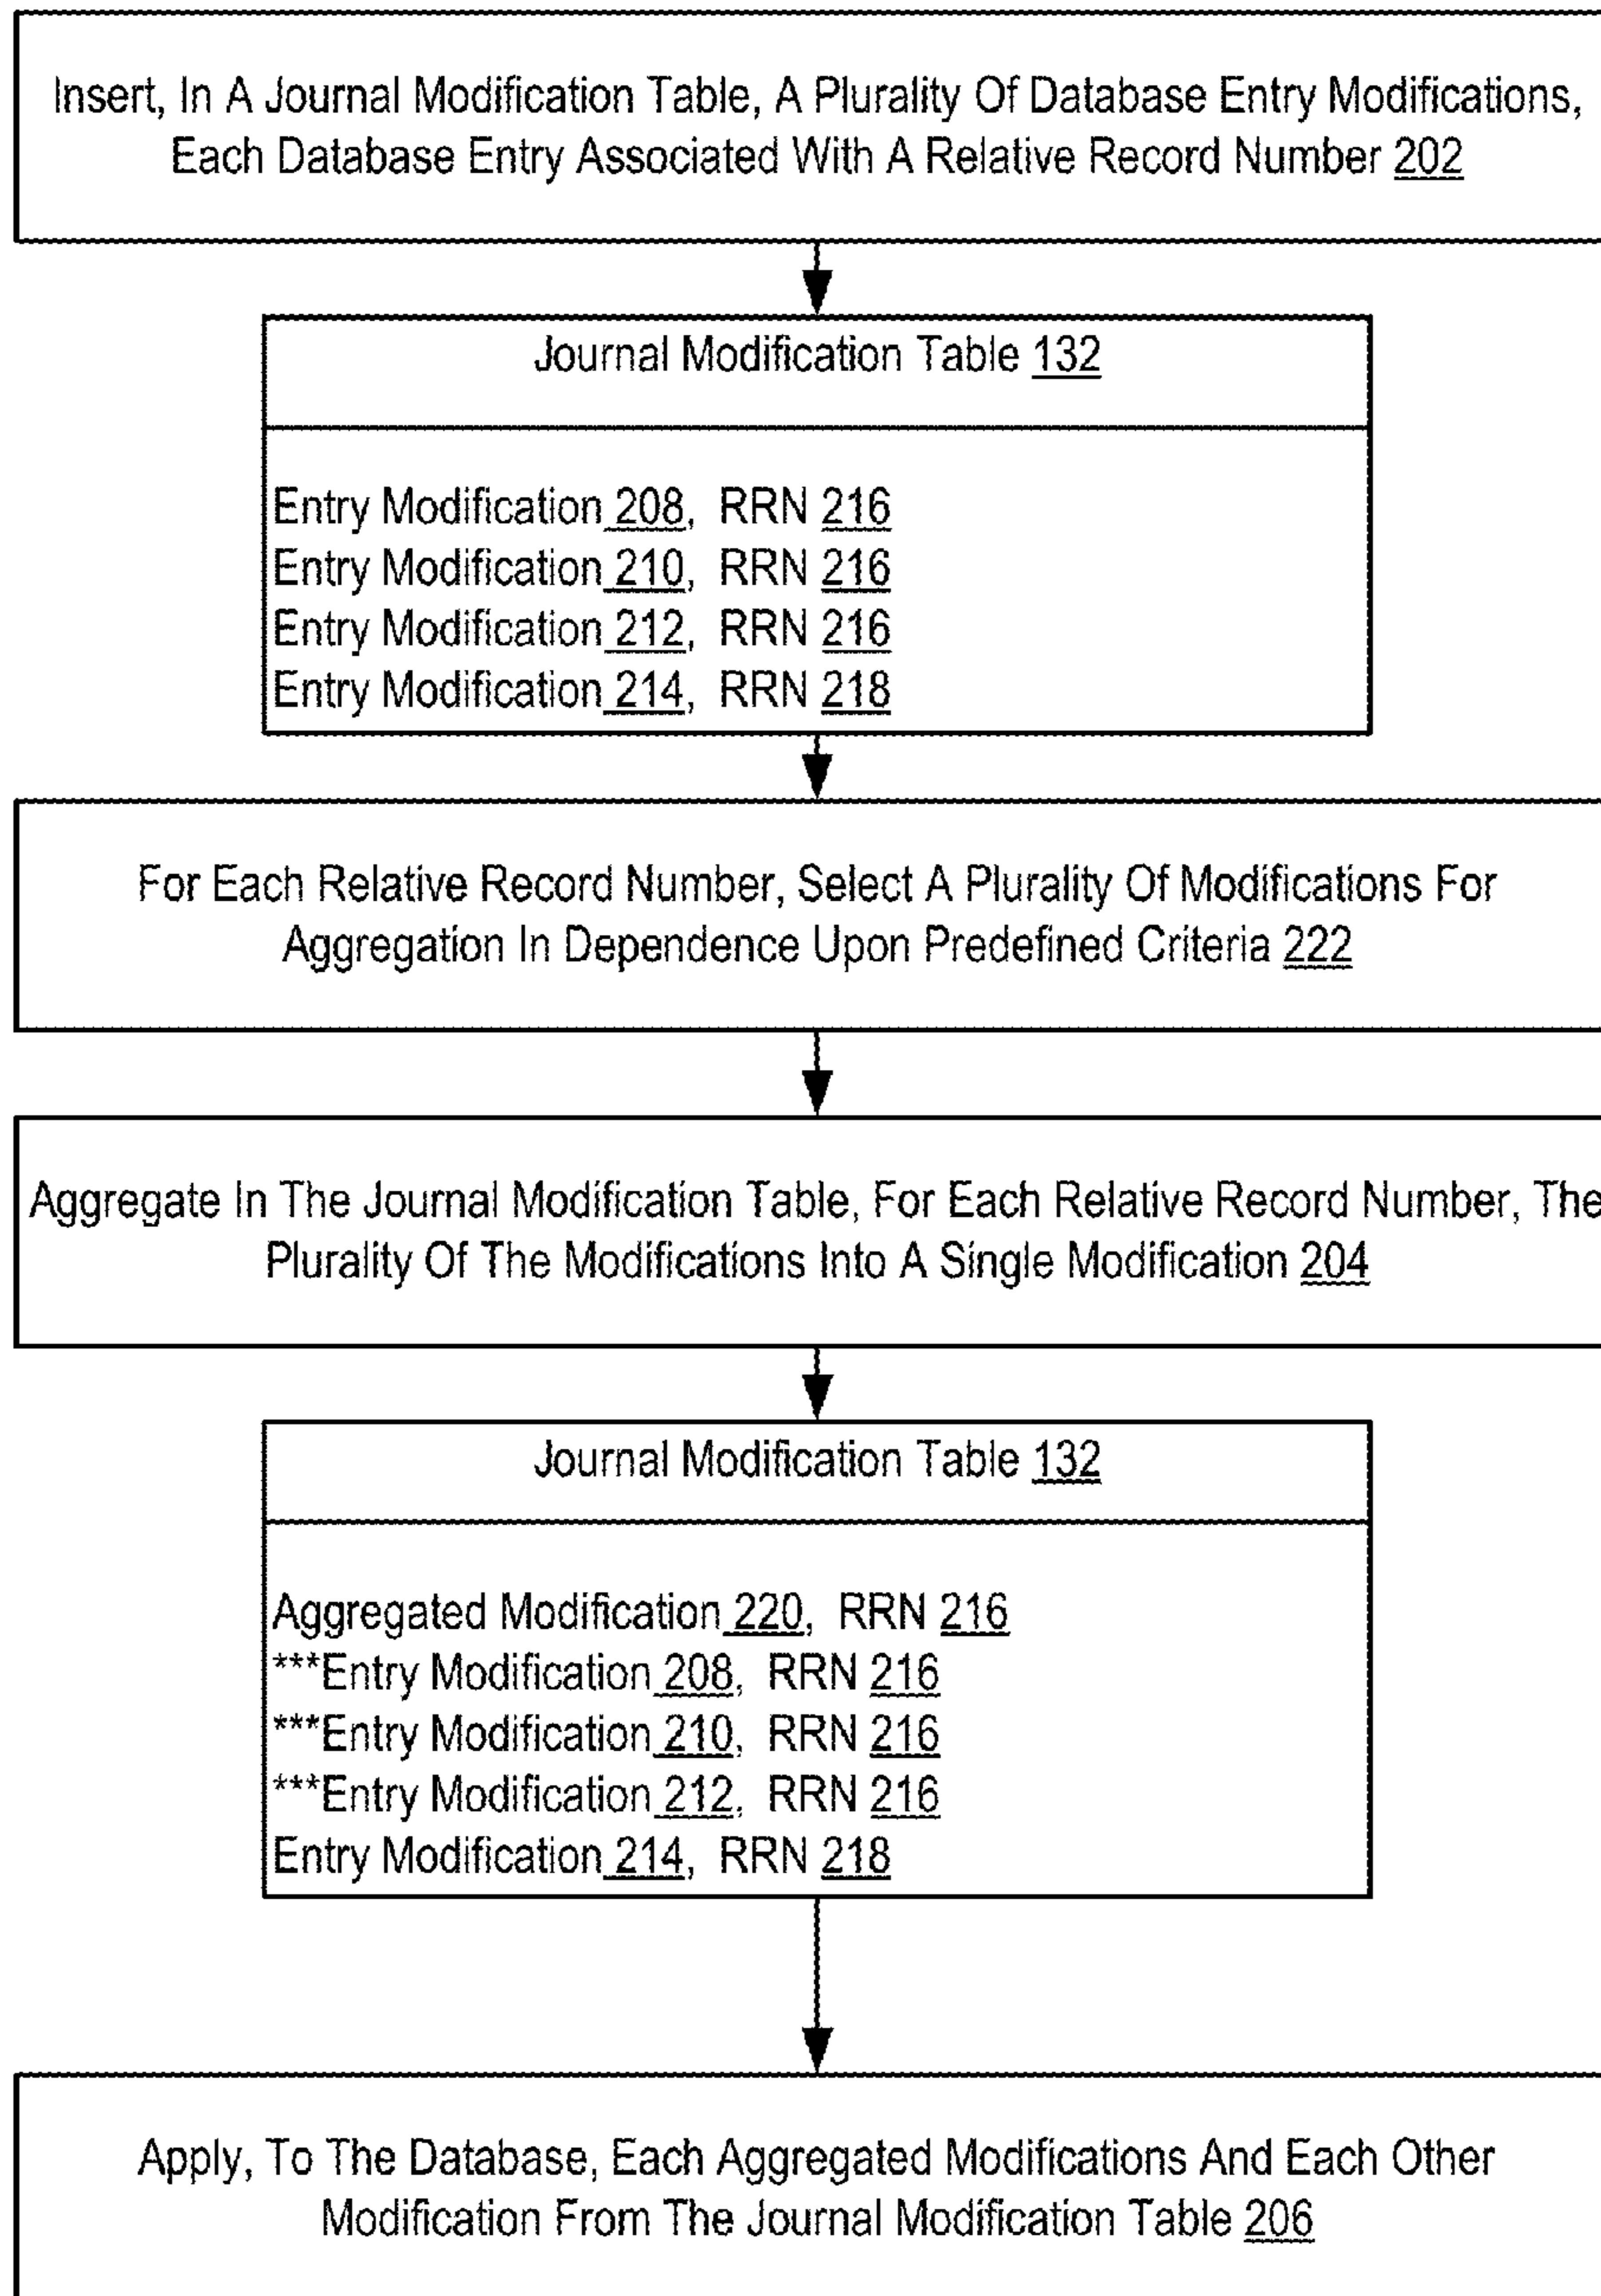 Insert, In A Journal Modification Table, A Plurality Of Database Entry Modifications,
Each Database Entry Associated With A Relative Record Number 202
Journal Modification Table 132
Entry Modification 208, RRN 216
Entry Modification 210, RRN 216
Entry Modification 212, RRN 216
Entry Modification 214, RRN 218
For Each Relative Record Number, Select A Plurality Of Modifications For
Aggregation In Dependence Upon Predefined Criteria 222
Aggregate In The Journal Modification Table, For Each Relative Record Number, The
Plurality Of The Modifications Into A Single Modification 204
Journal Modification Table 132
Aggregated Modification 220, RRN 216
***Entry Modification 208, RRN 216
***Entry Modification 210, RRN 216
***Entry Modification 212, RRN 216
Entry Modification 214, RRN 218
Apply, To The Database, Each Aggregated Modifications And Each Other
Modification From The Journal Modification Table 206